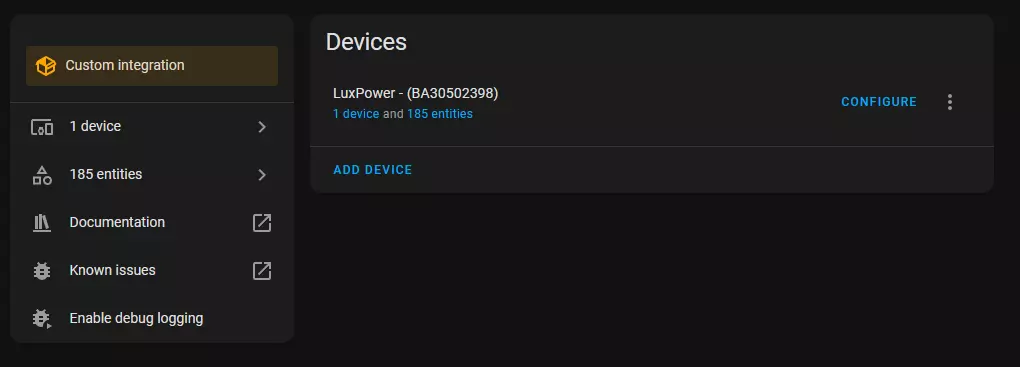 Custom integration
1 device
185 entities
Documentation
Known issues
Enable debug logging
Devices
LuxPower - (BA30502398)
1 device and 185 entities
CONFIGURE
ADD DEVICE